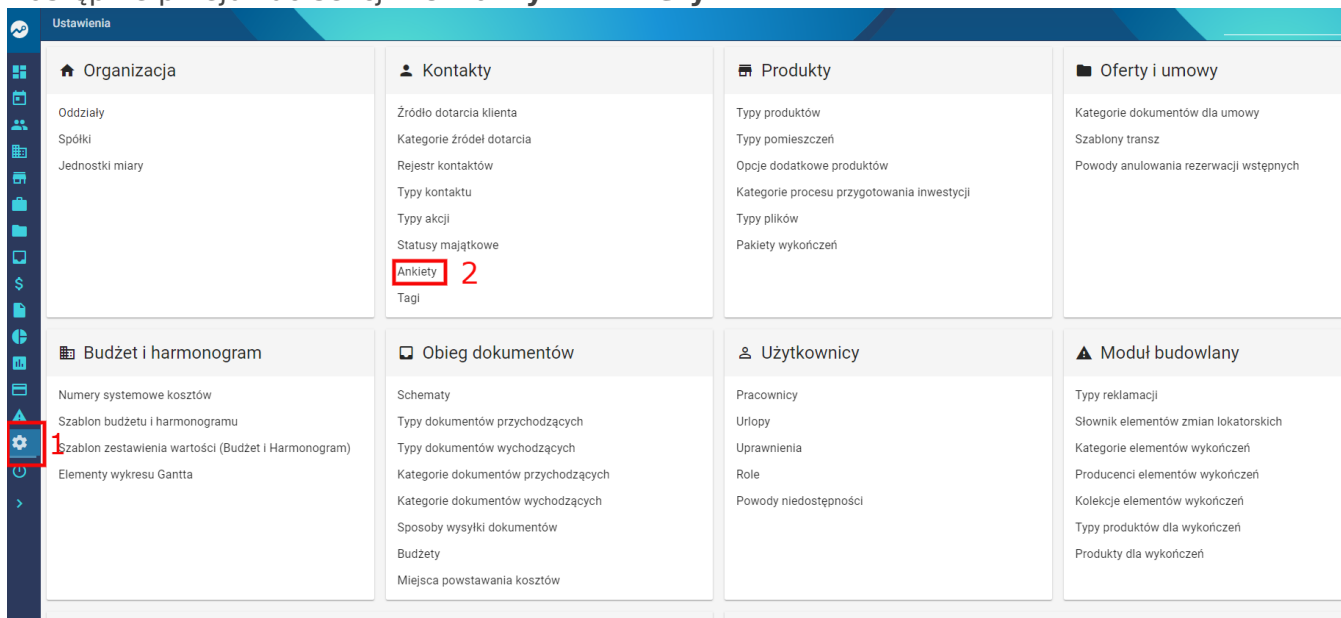 Ustawienia
Organizacja
Oddziały
Spółki
Jednostki miary
Kontakty
Źródło dotarcia klienta
Kategorie źródeł dotarcia
Rejestr kontaktów
Typy kontaktu
Typy akcji
Statusy majątkowe
Ankiety 2
Tagi
Produkty
Typy produktów
Typy pomieszczeń
Opcje dodatkowe produktów
Kategorie procesu przygotowania inwestycji
Typy plików
Pakiety wykończeń
Oferty i umowy
Kategorie dokumentów dla umowy
Szablony transz
Powody anulowania rezerwacji wstępnych
Budżet i harmonogram
Numery systemowe kosztów
Szablon budżetu i harmonogramu
1 Szablon zestawienia wartości (Budżet i Harmonogram)
Elementy wykresu Gantta
Obieg dokumentów
Schematy
Typy dokumentów przychodzących
Typy dokumentów wychodzących
Kategorie dokumentów przychodzących
Kategorie dokumentów wychodzących
Sposoby wysyłki dokumentów
Budżety
Miejsca powstawania kosztów
Użytkownicy
Pracownicy
Urlopy
Uprawnienia
Role
Powody niedostępności
Moduł budowlany
Typy reklamacji
Słownik elementów zmian lokatorskich
Kategorie elementów wykończeń
Producenci elementów wykończeń
Kolekcje elementów wykończeń
Typy produktów dla wykończeń
Produkty dla wykończeń